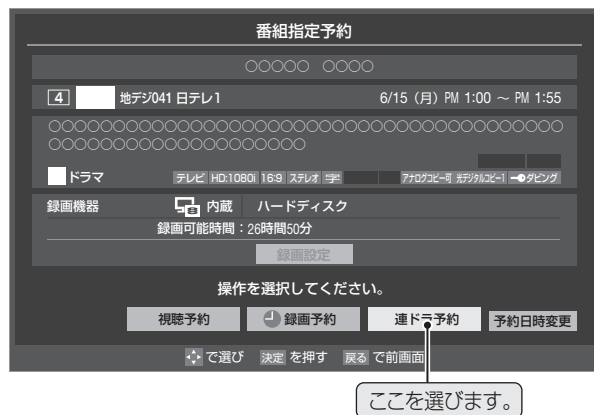 番組指定予約
○○○○○ ○○○○
4 地デジ041 日テレ1 6/15（月）PM 1:00 ～ PM 1:55
○○○○○○○○○○○○○○○○○○○○○○○○○○○○○○○○○○○○○○○○
○○○○○○○○○○○○○○○○○○○○
ドラマ テレビ HD:1080i 16:9 ステレオ 字 アナログコピー可 光デジタルコピー1 ダビング
録画機器 内蔵 ハードディスク
録画可能時間：26時間50分
録画設定
操作を選択してください。
視聴予約 録画予約 連ドラ予約 予約日時変更
で選び 決定 を押す 戻る で前画面
ここを選びます。